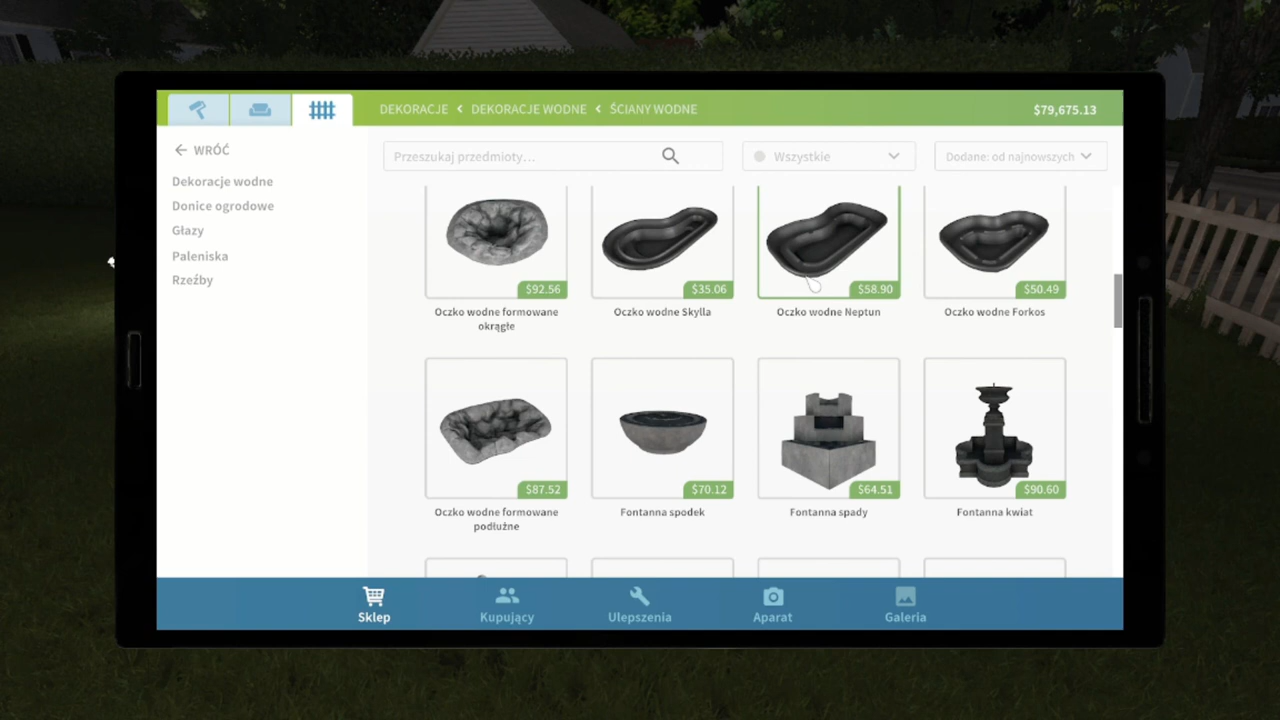 DEKORACJE < DEKORACJE WODNE < ŚCIANY WODNE
$79,675.13
WRÓĆ
Dekoracje wodne
Donice ogrodowe
Głazy
Paleniska
Rzeźby
Przeszukaj przedmioty...
Wszystkie
Dodane: od najnowszych
$92.56
$35.06
$58.90
$50.49
Oczko wodne formowane
okrągłe
Oczko wodne Skylla
Oczko wodne Neptun
Oczko wodne Forkos
$87.52
$70.12
$64.51
$90.60
Oczko wodne formowane
podłużne
Fontanna spodek
Fontanna spady
Fontanna kwiat
Sklep
Kupujący
Ulepszenia
Aparat
Galeria